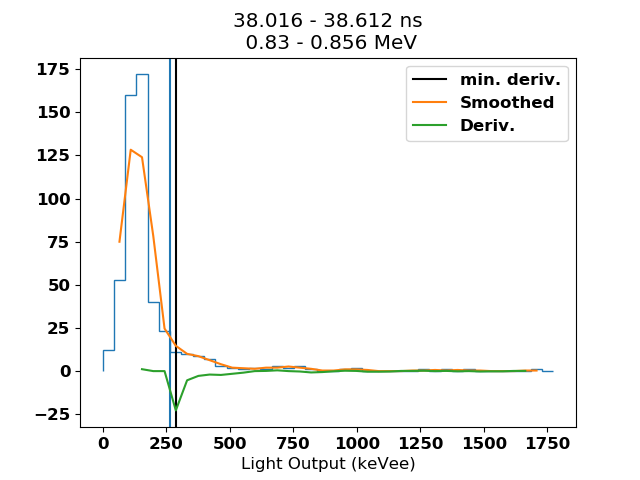 38.016 - 38.612 ns
0.83 - 0.856 MeV
175
150
125
100
75
50
25
0
−25
min. deriv.
Smoothed
Deriv.
0 250 500 750 1000 1250 1500 1750
Light Output (keVee)